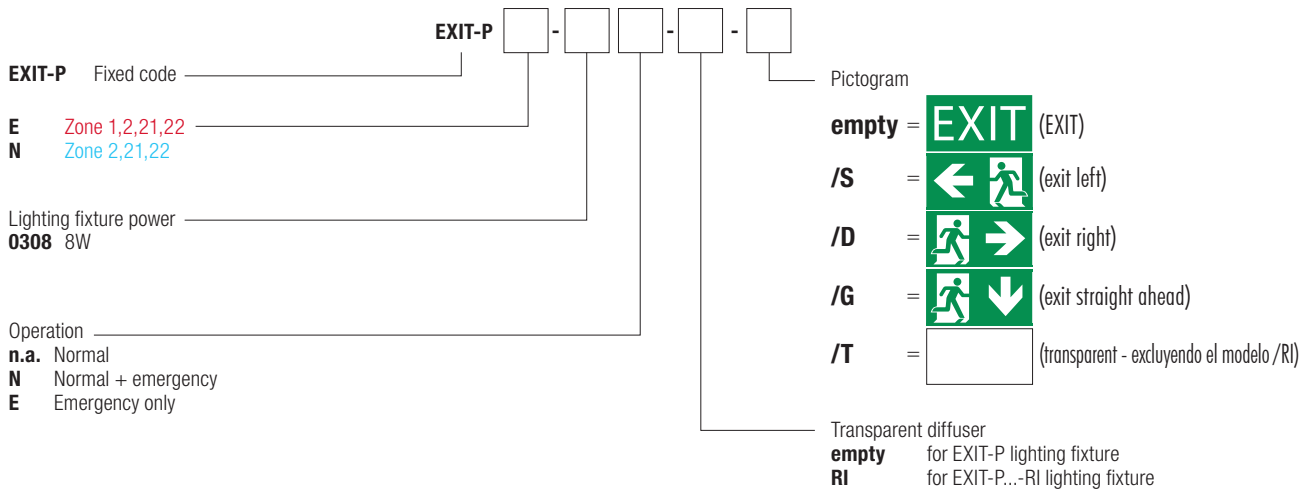 EXIT-P - - -
EXIT-P Fixed code
E Zone 1,2,21,22
N Zone 2,21,22
Lighting fixture power
0308 8W
Operation
n.a. Normal
N Normal + emergency
E Emergency only
Pictogram
empty = EXIT (EXIT)
/S = (exit left)
/D = (exit right)
/G = (exit straight ahead)
/T = (transparent - excluyendo el modelo /RI)
Transparent diffuser
empty for EXIT-P lighting fixture
RI for EXIT-P...-RI lighting fixture